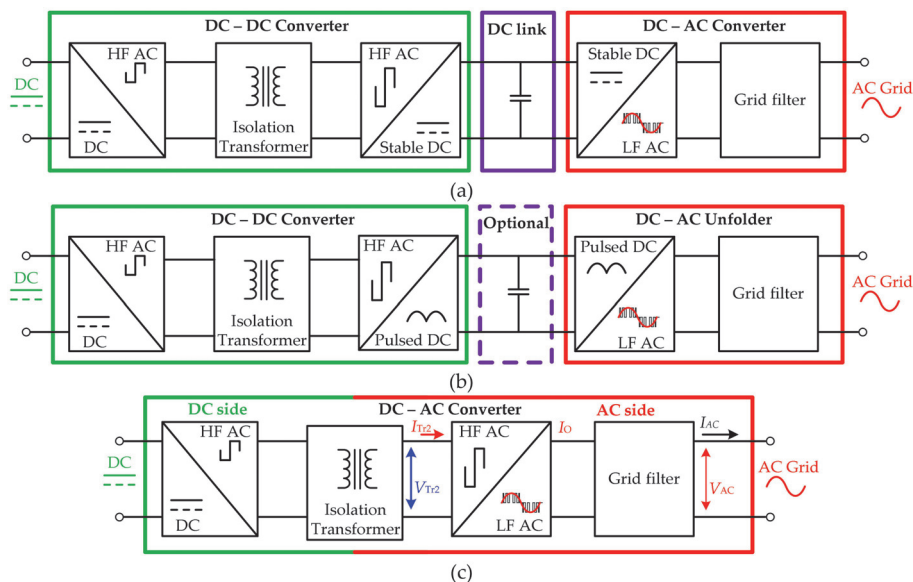 DC – DC Converter
DC link
DC – AC Converter
DC
HF AC
DC
Isolation
Transformer
HF AC
Stable DC
Stable DC
LF AC
Grid filter
AC Grid
(a)
DC – DC Converter
Optional
DC – AC Unfolder
DC
HF AC
DC
Isolation
Transformer
HF AC
Pulsed DC
Pulsed DC
LF AC
Grid filter
AC Grid
(b)
DC side
DC – AC Converter
AC side
DC
HF AC
DC
Isolation
Transformer
ITr2
VTr2
HF AC
LF AC
IO
Grid filter
IAC
VAC
AC Grid
(c)